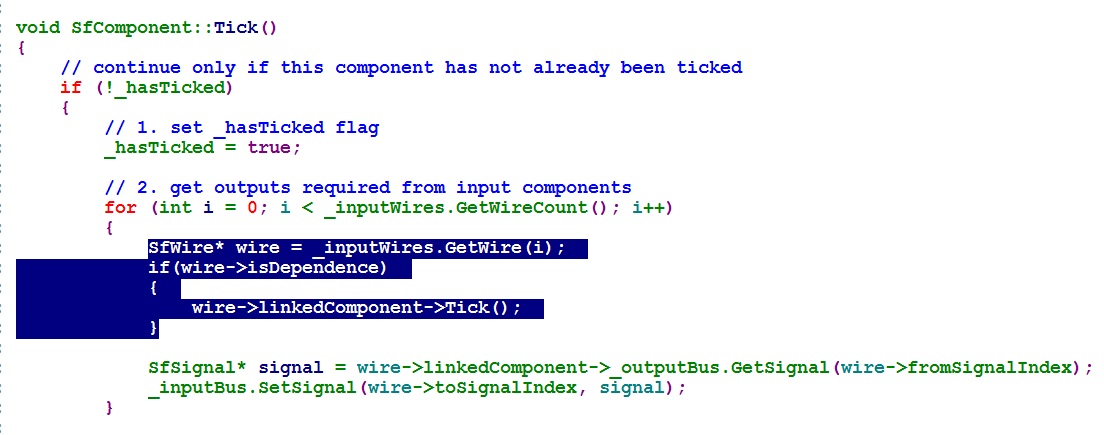 void SfComponent::Tick()
{
    // continue only if this component has not already been ticked
    if (!_hasTicked)
    {
        // 1. set _hasTicked flag
        _hasTicked = true;
        // 2. get outputs required from input components
        for (int i = 0; i < _inputWires.GetWireCount(); i++)
        {
            SfWire* wire = _inputWires.GetWire(i);
            if(wire->isDependence)
            {
                wire->linkedComponent->Tick();
            }
            SfSignal* signal = wire->linkedComponent->_outputBus.GetSignal(wire->fromSignalIndex);
            _inputBus.SetSignal(wire->toSignalIndex, signal);
        }